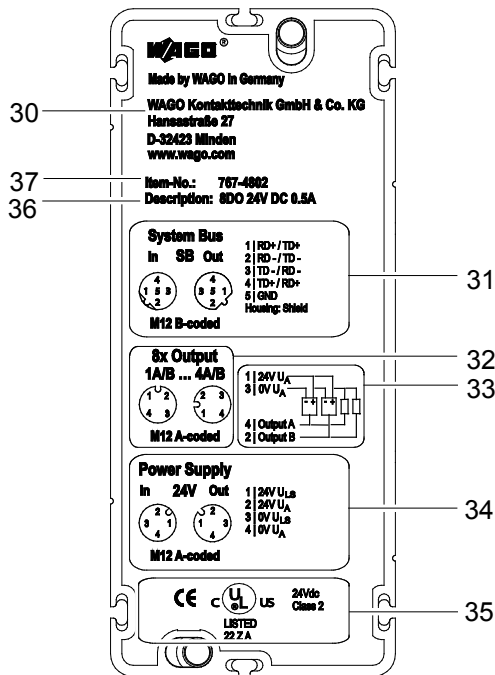 WAGO®
Made by WAGO in Germany
30
WAGO Kontakttechnik GmbH & Co. KG
Hansastraße 27
D-32423 Minden
www.wago.com
37
Item-No.: 767-4802
36
Description: 8DO 24V DC 0.5A
System Bus
In SB Out
4
1 5 3
2
4
3 5 1
2
1 | RD+ / TD+
2 | RD - / TD -
3 | TD - / RD -
4 | TD+ / RD+
5 | GND
Housing: Shield
M12 B-coded
31
8x Output
1A/B ... 4A/B
1 2
4 3
2 3
1 4
M12 A-coded
32
33
1 | 24V UA
3 | 0V UA
- + - +
4 | Output A
2 | Output B
Power Supply
In 24V Out
2
3 1
4
2
1 3
4
1 | 24V ULS
2 | 24V UA
3 | 0V ULS
4 | 0V UA
M12 A-coded
34
CE C UL US
LISTED
22 Z A
24Vdc
Class 2
35